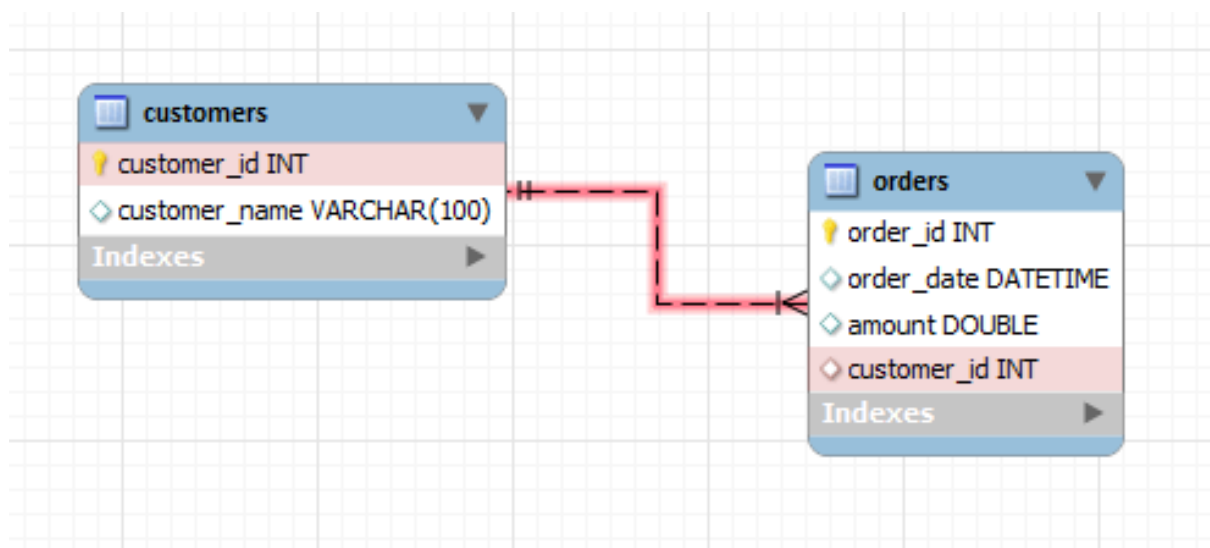 customers
customer_id INT
customer_name VARCHAR(100)
Indexes
orders
order_id INT
order_date DATETIME
amount DOUBLE
customer_id INT
Indexes